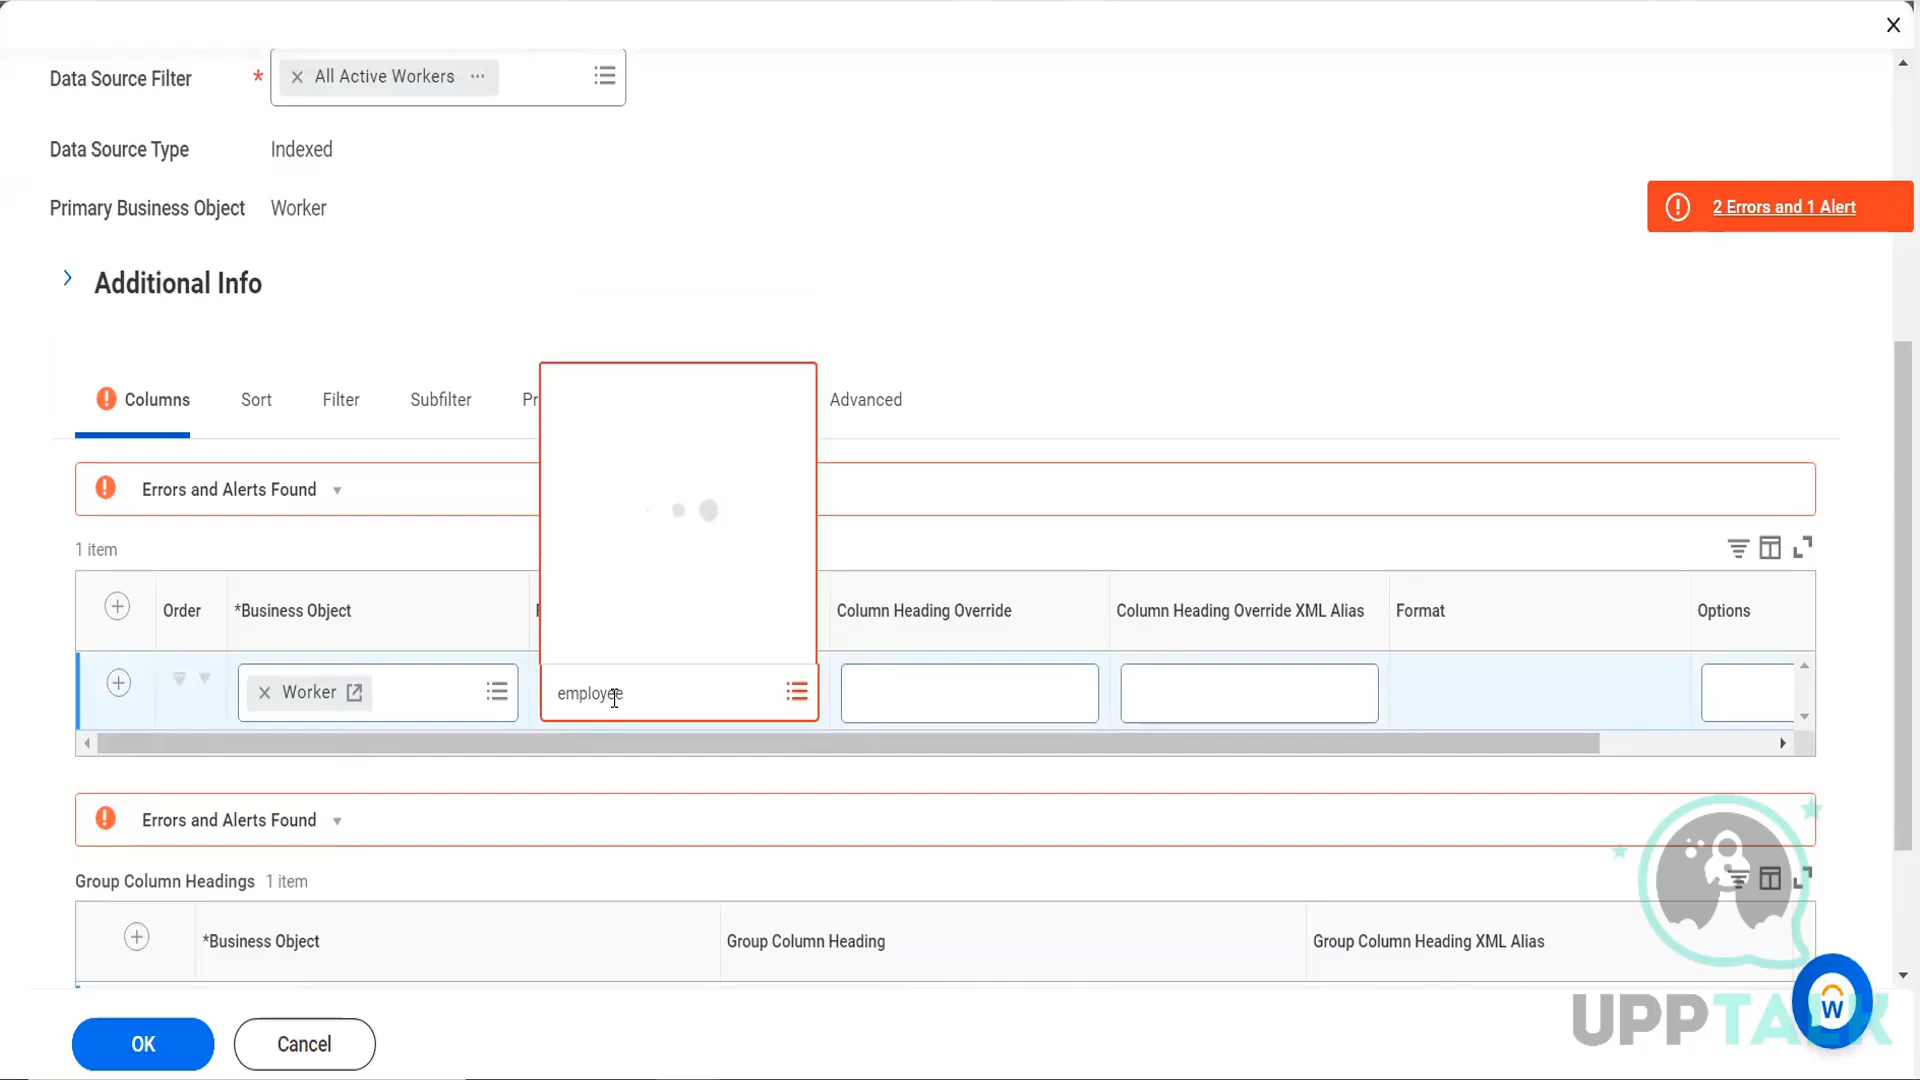 Data Source Filter * All Active Workers ...
Data Source Type Indexed
Primary Business Object Worker
2 Errors and 1 Alert
Additional Info
Columns Sort Filter Subfilter Pr Advanced
Errors and Alerts Found
1 item
Order *Business Object Column Heading Override Column Heading Override XML Alias Format Options
Worker employee
Errors and Alerts Found
Group Column Headings 1 item
*Business Object Group Column Heading Group Column Heading XML Alias
OK Cancel
UPPTALK
W